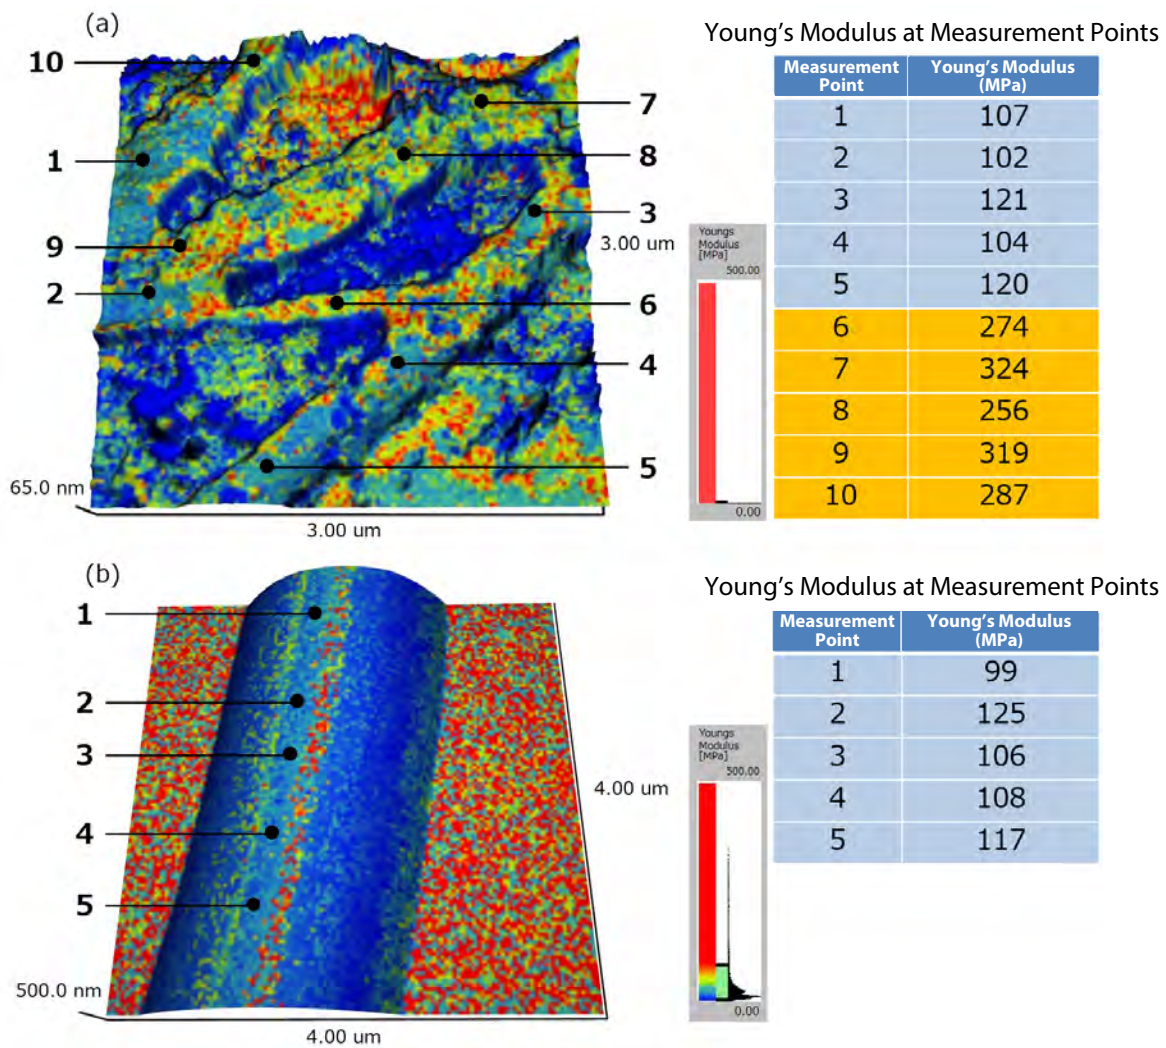 (a)
10
1
9
2
7
8
3
3.00 um
6
4
5
65.0 nm
3.00 um
Youngs
Modulus
[MPa]
500.00
0.00
Young's Modulus at Measurement Points
Measurement Point Young's Modulus (MPa)
1 107
2 102
3 121
4 104
5 120
6 274
7 324
8 256
9 319
10 287
(b)
1
2
3
4
5
4.00 um
500.0 nm
4.00 um
Youngs
Modulus
[MPa]
500.00
0.00
Young's Modulus at Measurement Points
Measurement Point Young's Modulus (MPa)
1 99
2 125
3 106
4 108
5 117